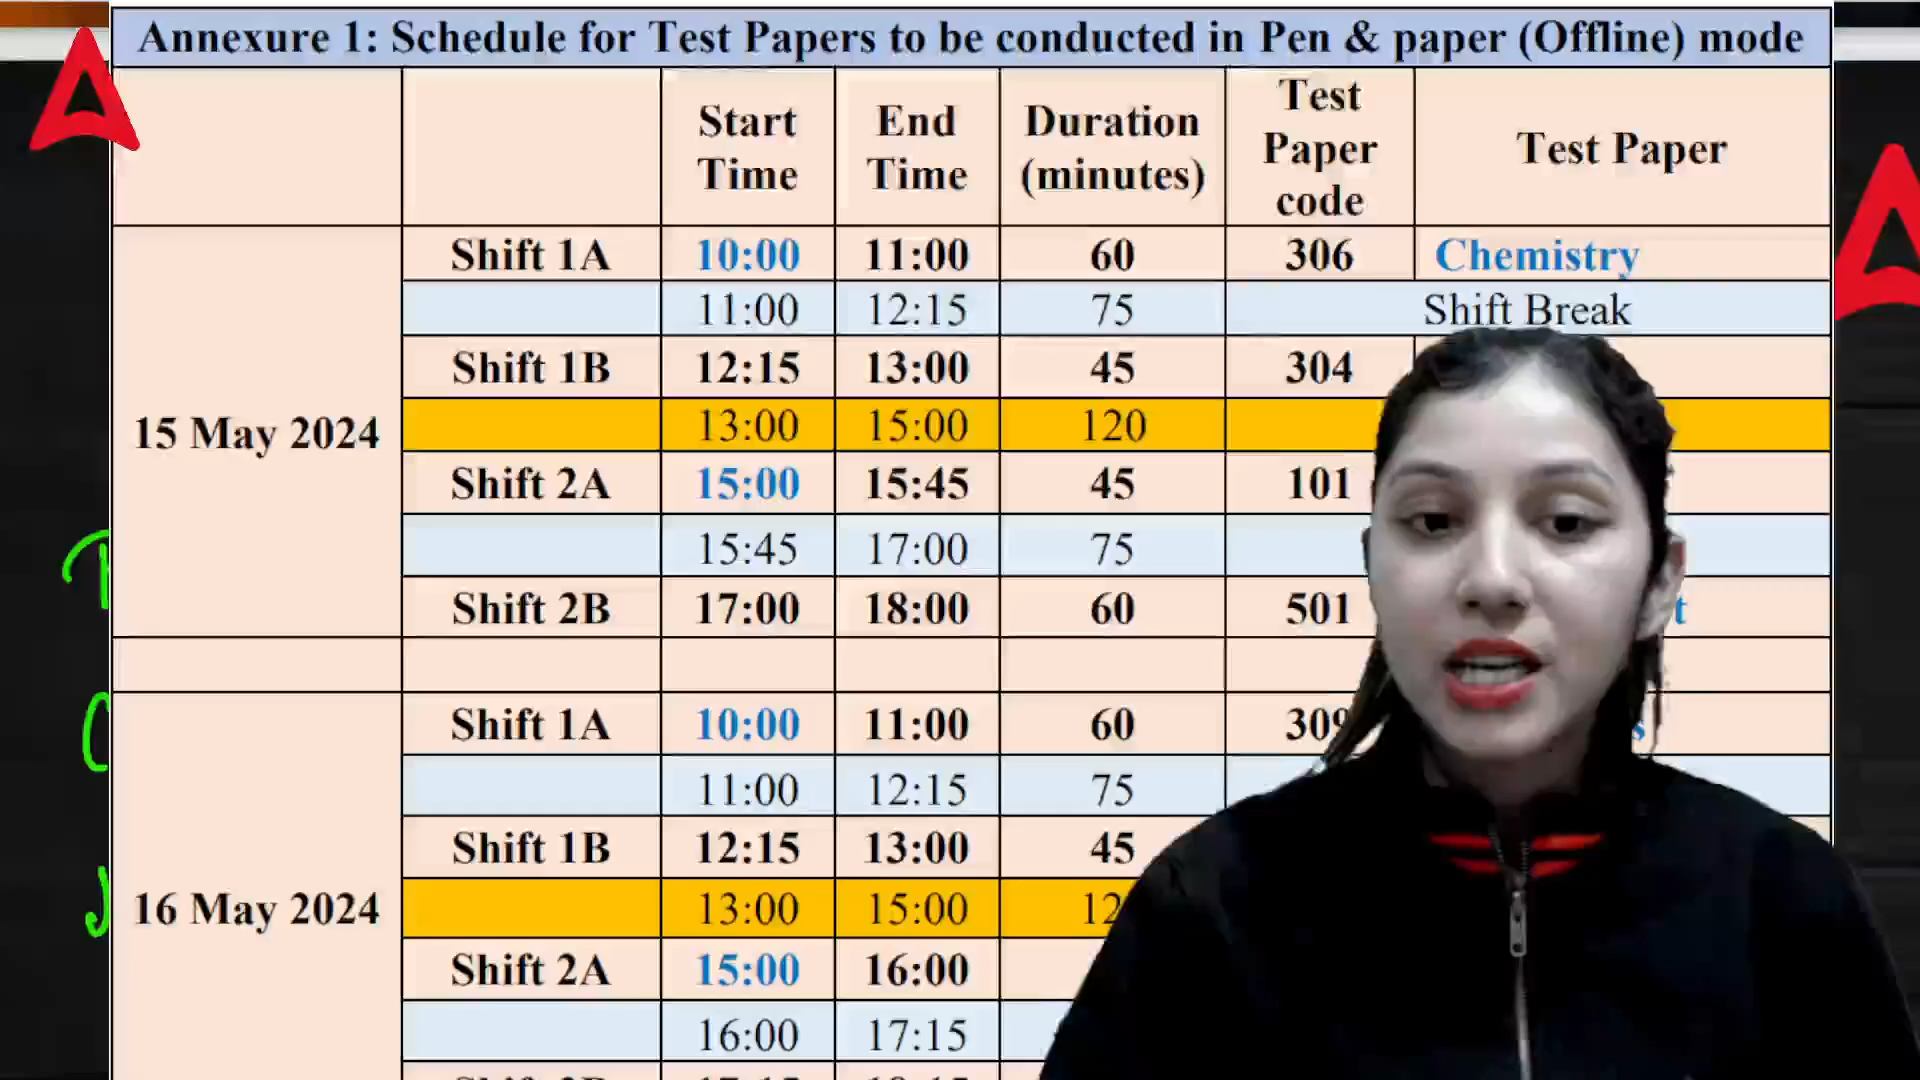 Annexure 1: Schedule for Test Papers to be conducted in Pen & paper (Offline) mode
Start Time End Time Duration (minutes) Test Paper code Test Paper
15 May 2024
Shift 1A 10:00 11:00 60 306 Chemistry
11:00 12:15 75 Shift Break
Shift 1B 12:15 13:00 45 304
13:00 15:00 120
Shift 2A 15:00 15:45 45 101
15:45 17:00 75
Shift 2B 17:00 18:00 60 501
16 May 2024
Shift 1A 10:00 11:00 60 309
11:00 12:15 75
Shift 1B 12:15 13:00 45
13:00 15:00
Shift 2A 15:00 16:00
16:00 17:15